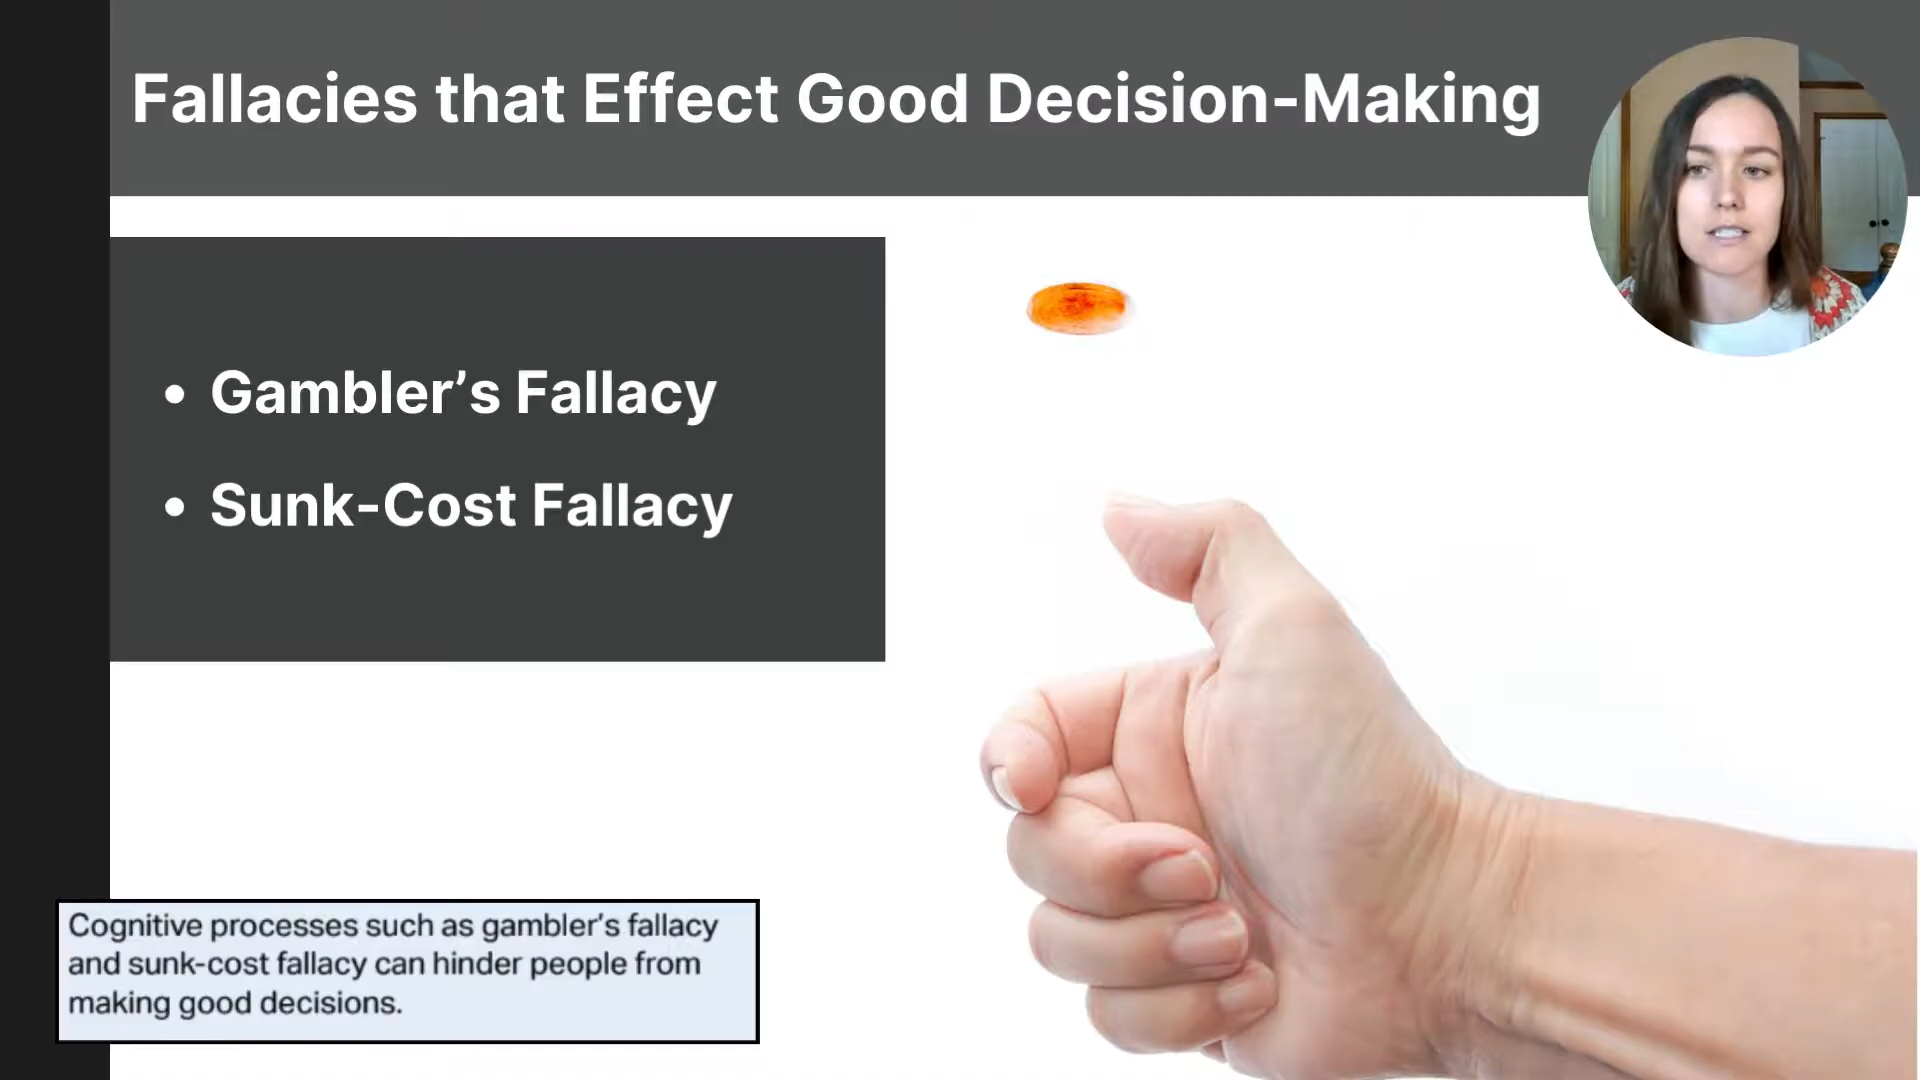 Fallacies that Effect Good Decision-Making
• Gambler’s Fallacy
• Sunk-Cost Fallacy
Cognitive processes such as gambler's fallacy
and sunk-cost fallacy can hinder people from
making good decisions.